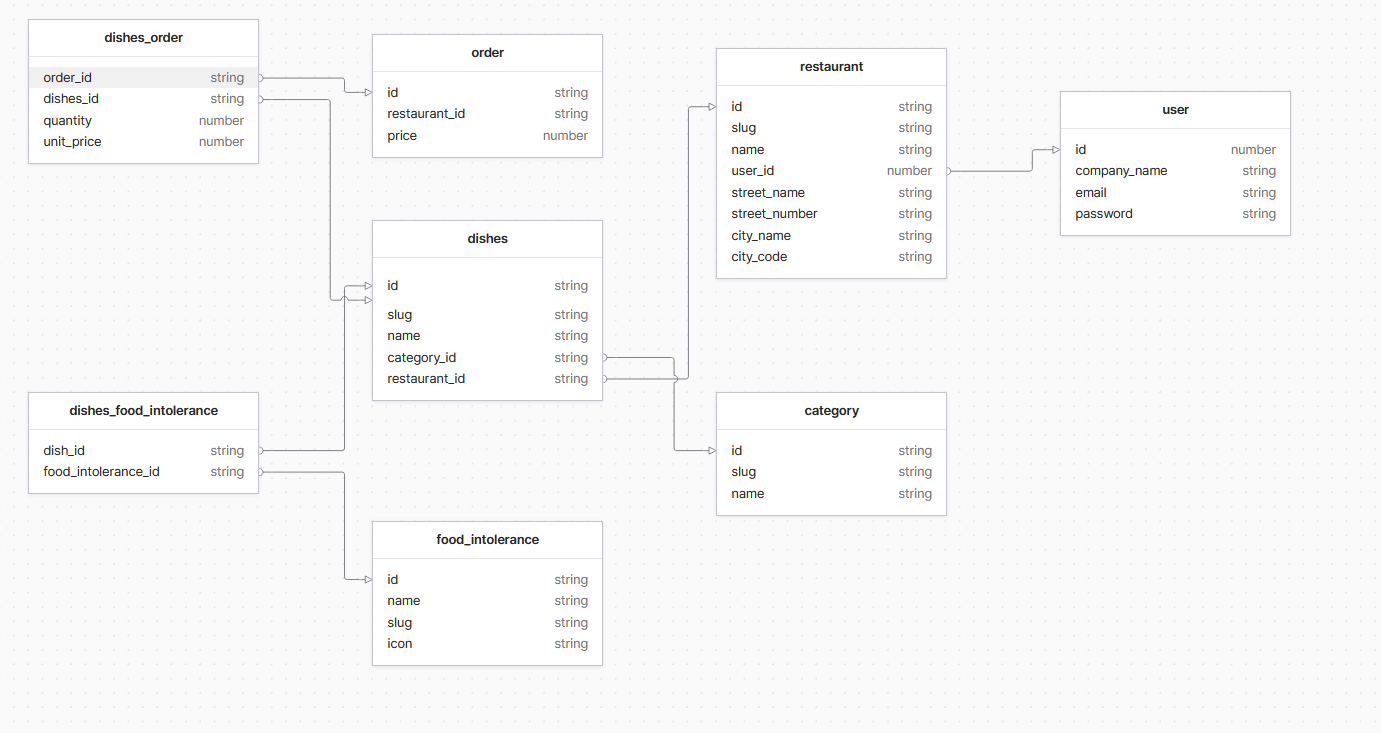 dishes_order
order_id string
dishes_id string
quantity number
unit_price number
order
id string
restaurant_id string
price number
restaurant
id string
slug string
name string
user_id number
street_name string
street_number string
city_name string
city_code string
user
id number
company_name string
email string
password string
dishes
id string
slug string
name string
category_id string
restaurant_id string
dishes_food_intolerance
dish_id string
food_intolerance_id string
category
id string
slug string
name string
food_intolerance
id string
name string
slug string
icon string